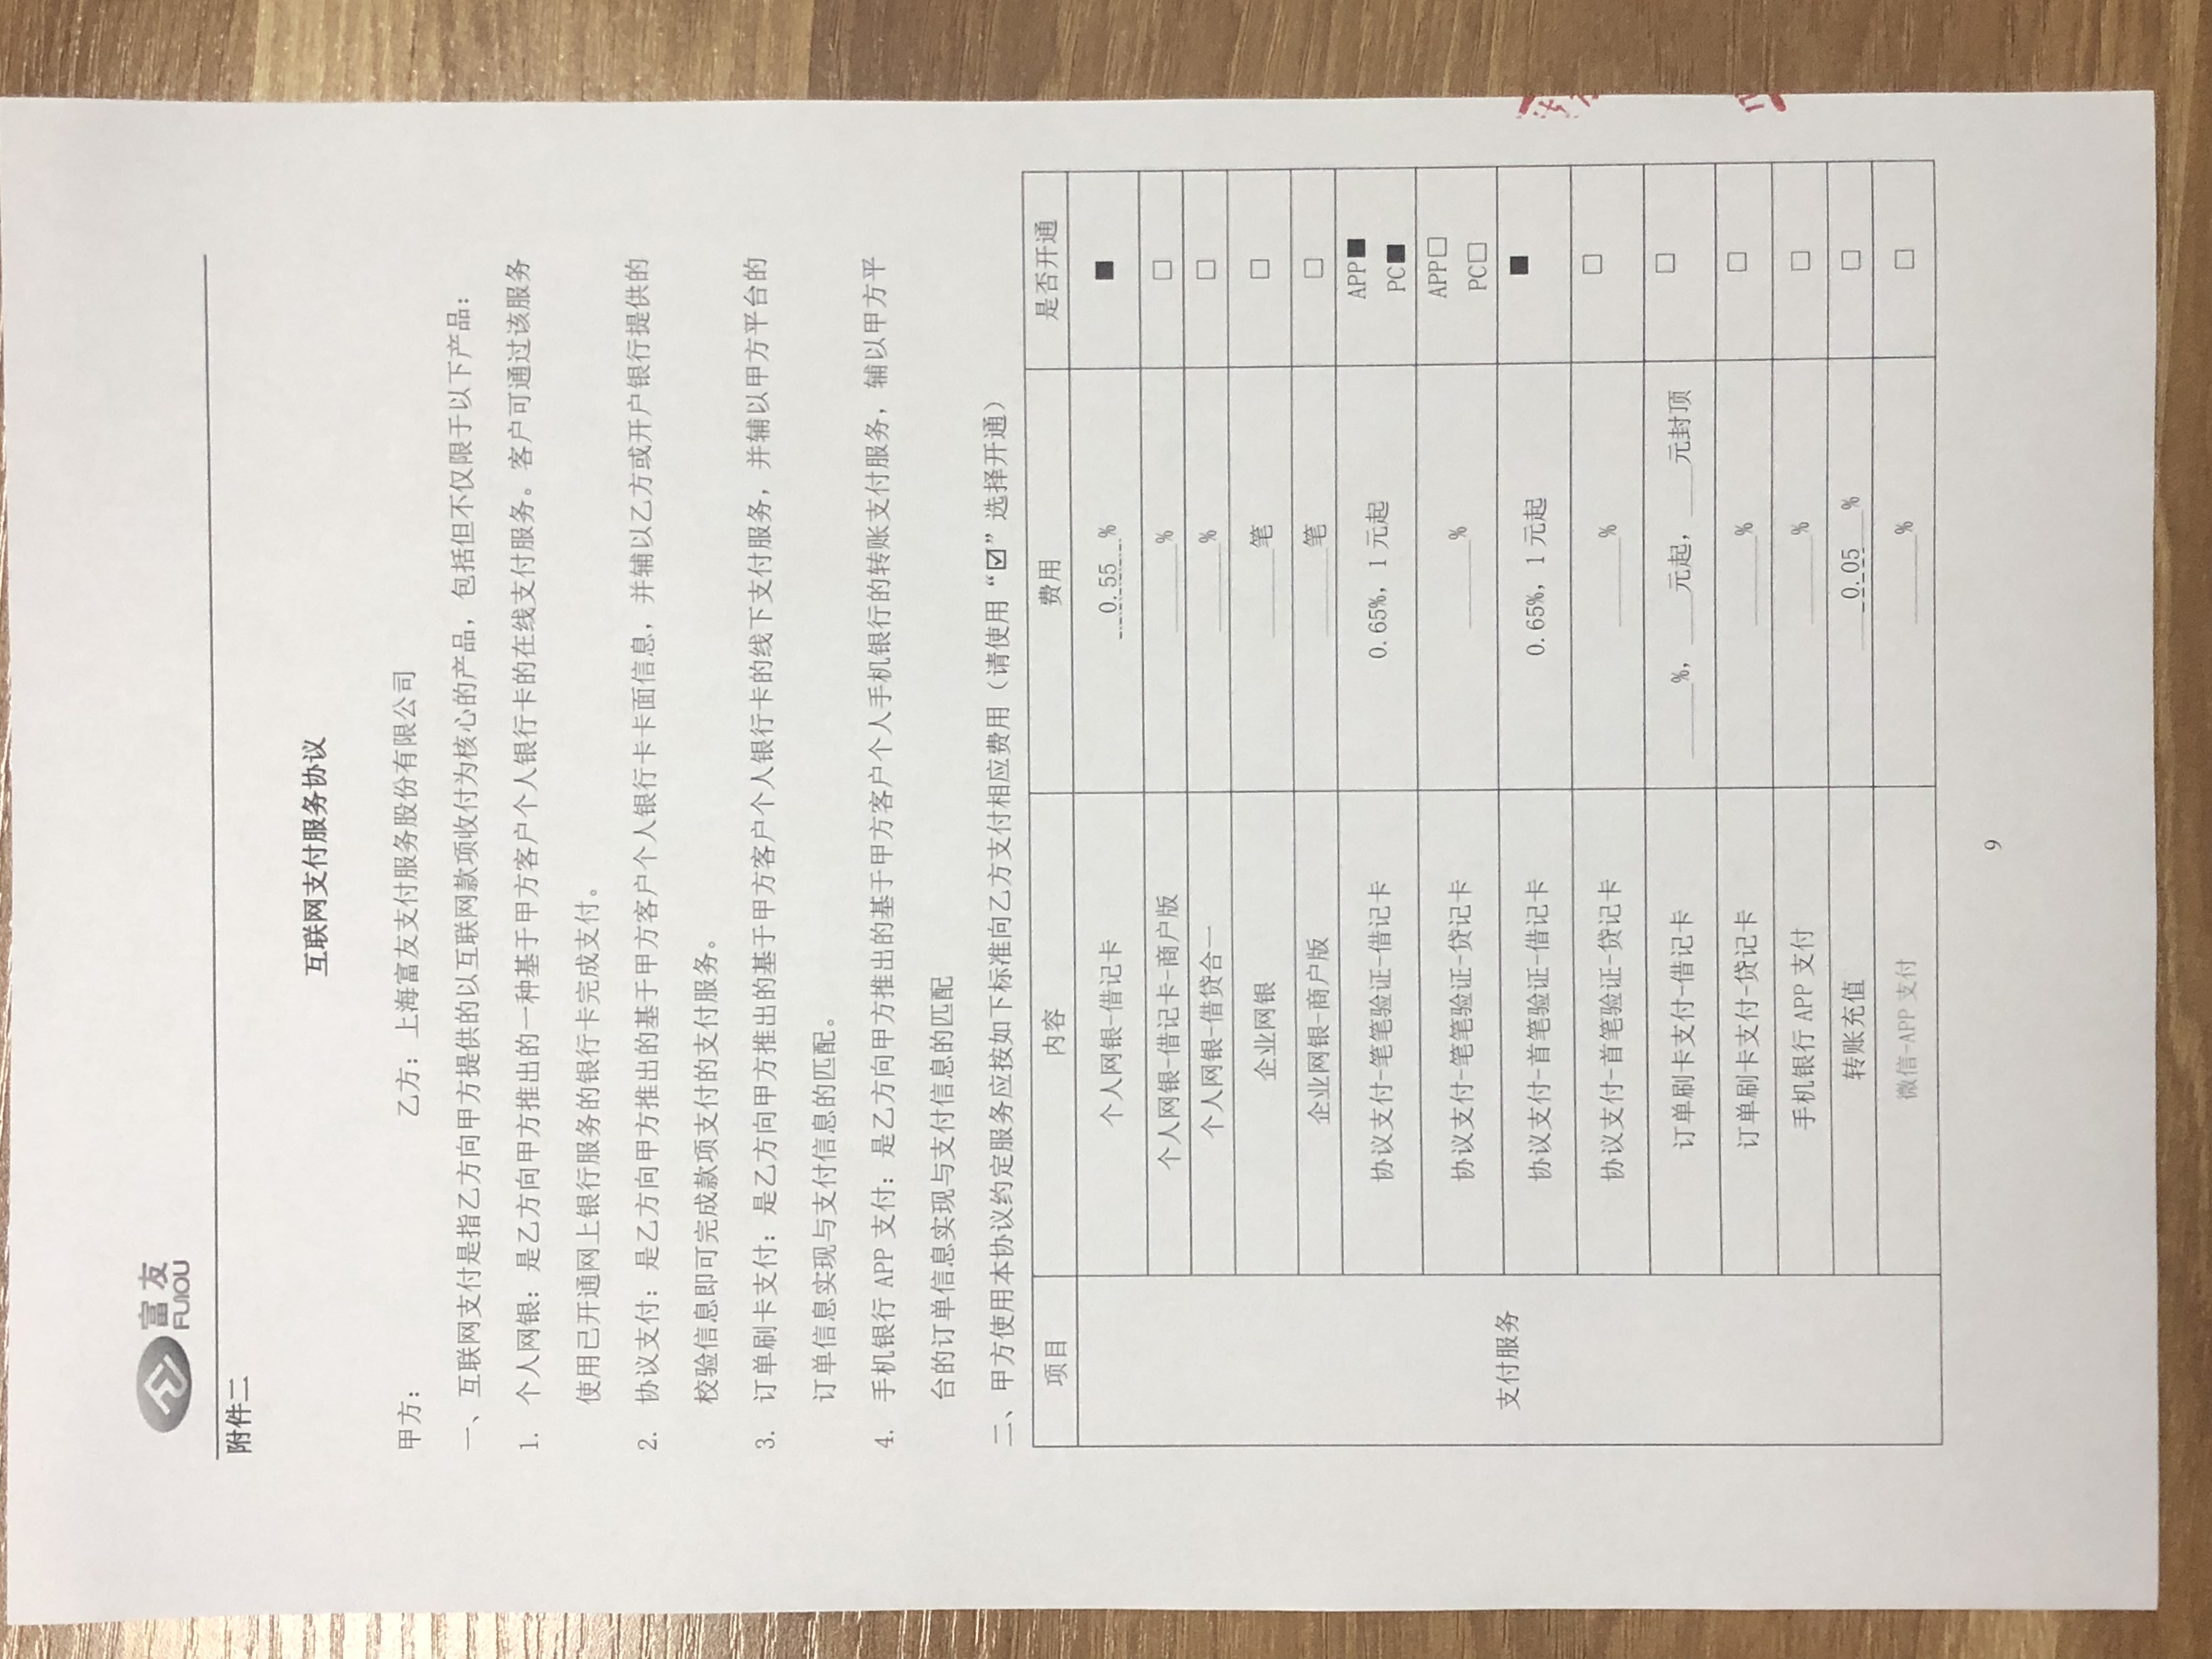 富友
FUIOU
附件二
互联网支付服务协议
甲方： 乙方：上海富友支付服务股份有限公司
一、互联网支付是指乙方向甲方提供的以互联网款项收付为核心的产品，包括但不仅限于以下产品：
1. 个人网银：是乙方向甲方推出的一种基于甲方客户个人银行卡的在线支付服务。客户可通过该服务
使用已开通网上银行服务的银行卡完成支付。
2. 协议支付：是乙方向甲方推出的基于甲方客户个人银行卡卡面信息，并辅以乙方或开户银行提供的
校验信息即可完成款项支付的支付服务。
3. 订单刷卡支付：是乙方向甲方推出的基于甲方客户个人银行卡的线下支付服务，并辅以甲方平台的
订单信息实现与支付信息的匹配。
4. 手机银行 APP 支付：是乙方向甲方推出的基于甲方客户个人手机银行的转账支付服务，辅以甲方平
台的订单信息实现与支付信息的匹配
二、甲方使用本协议约定服务应按如下标准向乙方支付相应费用（请使用“☑”选择开通）
项目 内容 费用 是否开通
支付服务
个人网银-借记卡 0.55 % ■
个人网银-借记卡-商户版 ______% □
个人网银-借贷合一 ______% □
企业网银 ______笔 □
企业网银-商户版 ______笔 □
协议支付-笔笔验证-借记卡 0.65%，1 元起 APP■
PC■
协议支付-笔笔验证-贷记卡 ______% APP□
PC□
协议支付-首笔验证-借记卡 0.65%，1 元起 ■
协议支付-首笔验证-贷记卡 ______% □
订单刷卡支付-借记卡 _____%，____元起，____元封顶 □
订单刷卡支付-贷记卡 ______% □
手机银行 APP 支付 ______% □
转账充值 0.05 % □
微信-APP 支付 ______% □
9